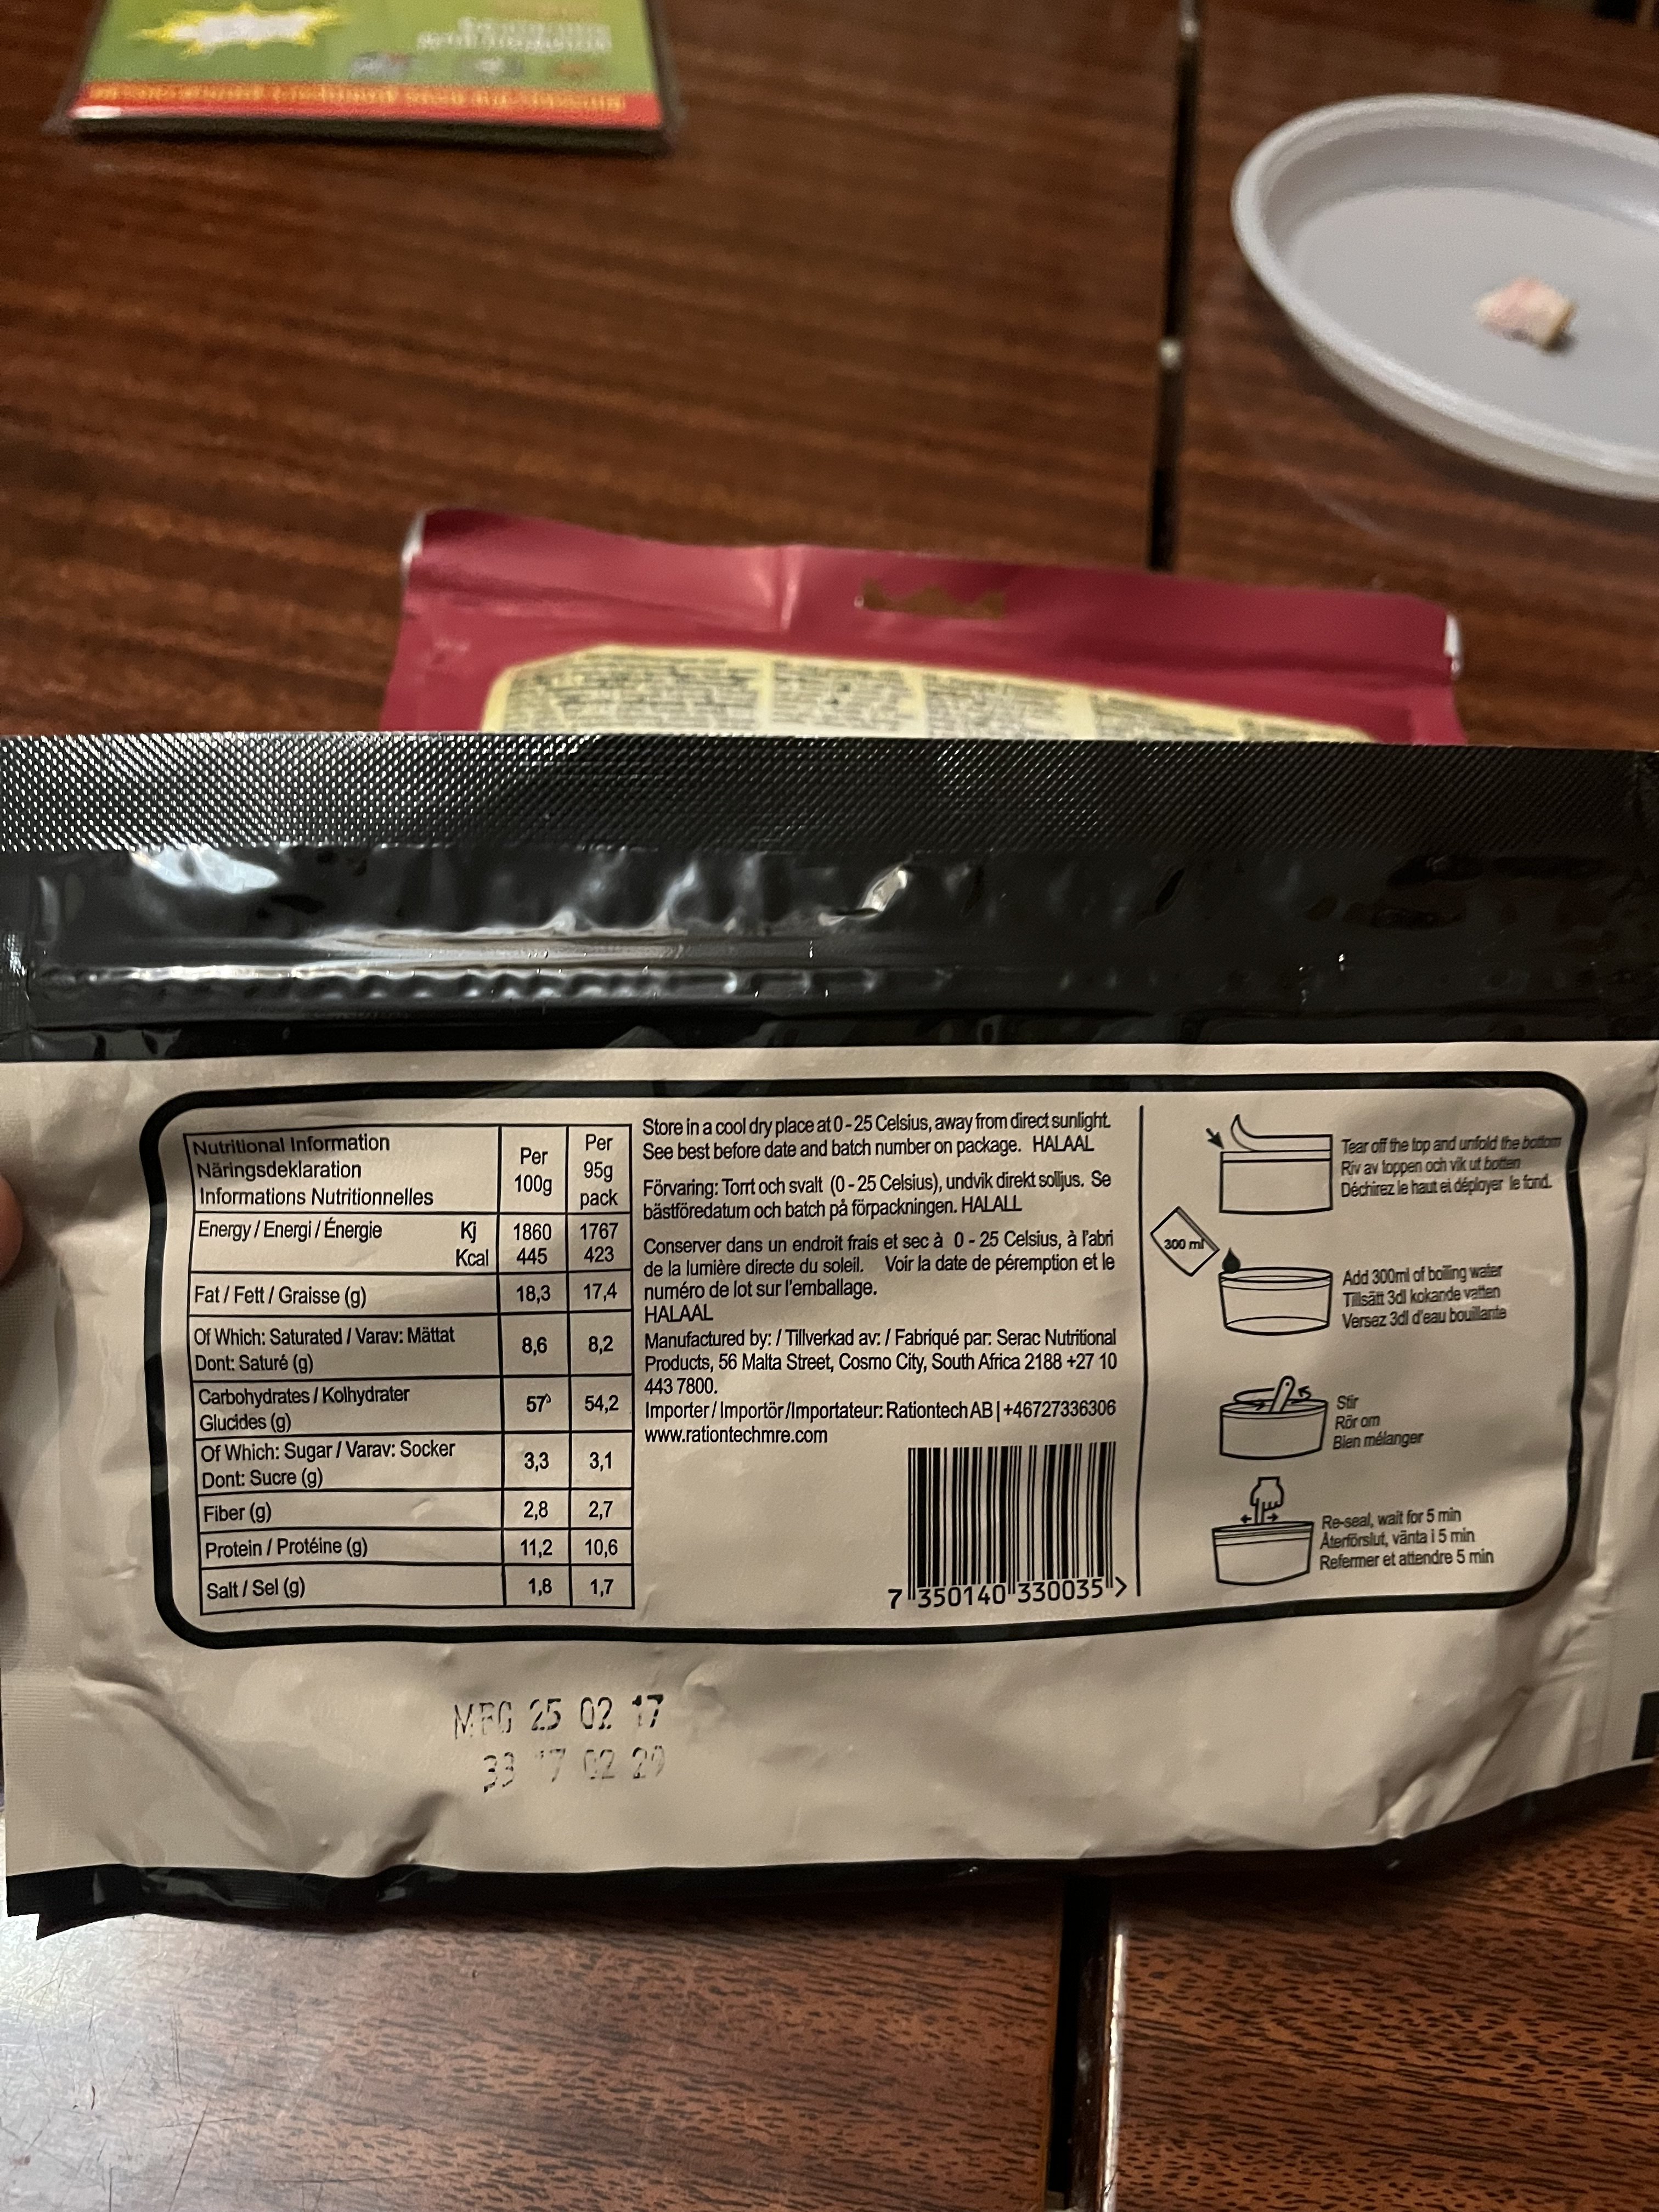 Nutritional Information
Näringsdeklaration
Informations Nutritionnelles
Per
100g
Per
95g
pack
Energy / Energi / Énergie Kj 1860 1767
Kcal 445 423
Fat / Fett / Graisse (g) 18,3 17,4
Of Which: Saturated / Varav: Mättat
Dont: Saturé (g) 8,6 8,2
Carbohydrates / Kolhydrater
Glucides (g) 57 54,2
Of Which: Sugar / Varav: Socker
Dont: Sucre (g) 3,3 3,1
Fiber (g) 2,8 2,7
Protein / Protéine (g) 11,2 10,6
Salt / Sel (g) 1,8 1,7
Store in a cool dry place at 0 - 25 Celsius, away from direct sunlight.
See best before date and batch number on package. HALAAL
Förvaring: Torrt och svalt (0 - 25 Celsius), undvik direkt solljus. Se
bästföredatum och batch på förpackningen. HALALL
Conserver dans un endroit frais et sec à 0 - 25 Celsius, à l'abri
de la lumière directe du soleil. Voir la date de péremption et le
numéro de lot sur l'emballage.
HALAAL
Manufactured by: / Tillverkad av: / Fabriqué par: Serac Nutritional
Products, 56 Malta Street, Cosmo City, South Africa 2188 +27 10
443 7800.
Importer / Importör /Importateur: Rationtech AB | +46727336306
www.rationtechmre.com
7 350140 330035 >
Tear off the top and unfold the bottom
Riv av toppen och vik ut botten
Déchirez le haut et déployer le fond.
300 ml
Add 300ml of boiling water
Tillsätt 3dl kokande vatten
Versez 3dl d'eau bouillante
Stir
Rör om
Bien mélanger
Re-seal, wait for 5 min
Återförslut, vänta i 5 min
Refermer et attendre 5 min
MFG 25 02 17
02